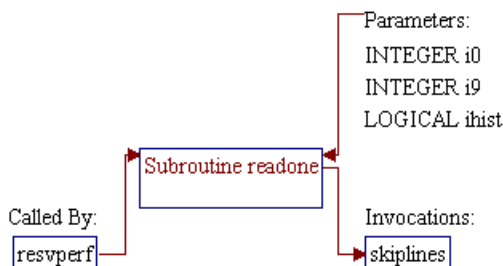 Parameters:
INTEGER i0
INTEGER i9
LOGICAL ihist
Subroutine readone
Called By:
resvperf
Invocations:
skiplines